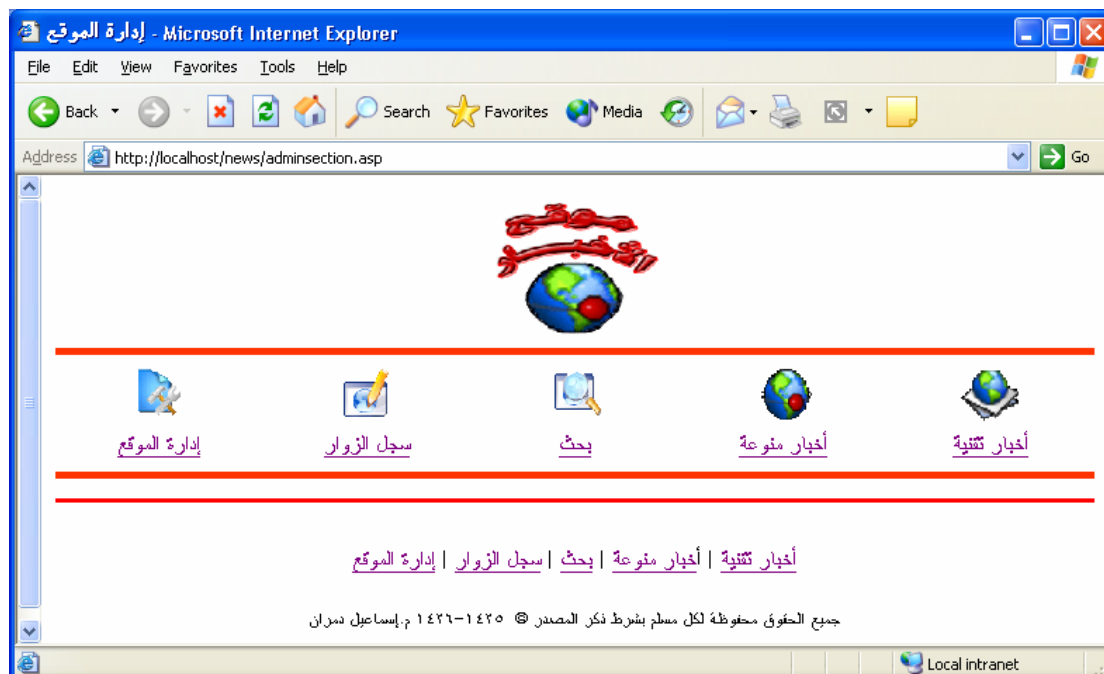 إدارة الموقع - Microsoft Internet Explorer
File Edit View Favorites Tools Help
Back Search Favorites Media
Address http://localhost/news/adminsection.asp Go
موقع
الخبر
أخبار تقنية أخبار منوعة بحث سجل الزوار إدارة الموقع
أخبار تقنية | أخبار منوعة | بحث | سجل الزوار | إدارة الموقع
جميع الحقوق محفوظة لكل مسلم بشرط ذكر المصدر © ١٤٢٥-١٤٢٦ م.إسماعيل نمران
Local intranet